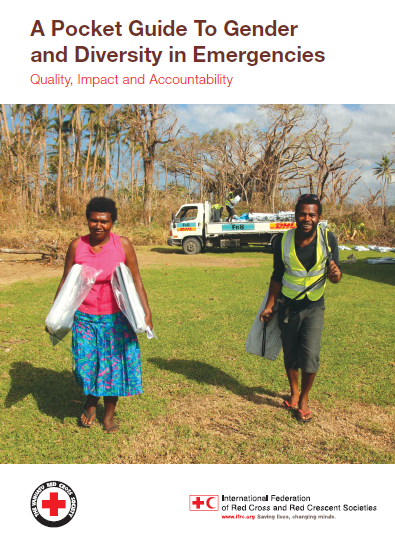 A Pocket Guide To Gender
and Diversity in Emergencies
Quality, Impact and Accountability
DHL
THE VANUATU RED CROSS SOCIETY
International Federation
of Red Cross and Red Crescent Societies
www.ifrc.org Saving lives, changing minds.